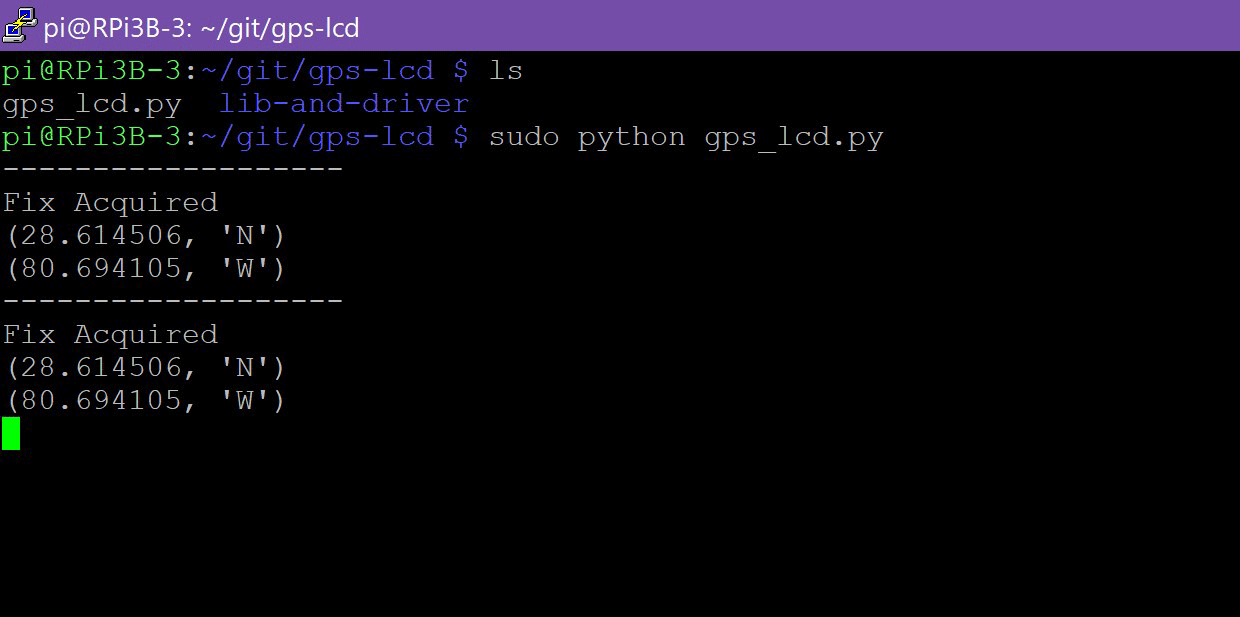 pi@RPi3B-3: ~/git/gps-lcd
pi@RPi3B-3:~/git/gps-lcd $ ls
gps_lcd.py  lib-and-driver
pi@RPi3B-3:~/git/gps-lcd $ sudo python gps_lcd.py
-------------------
Fix Acquired
(28.614506, 'N')
(80.694105, 'W')
-------------------
Fix Acquired
(28.614506, 'N')
(80.694105, 'W')